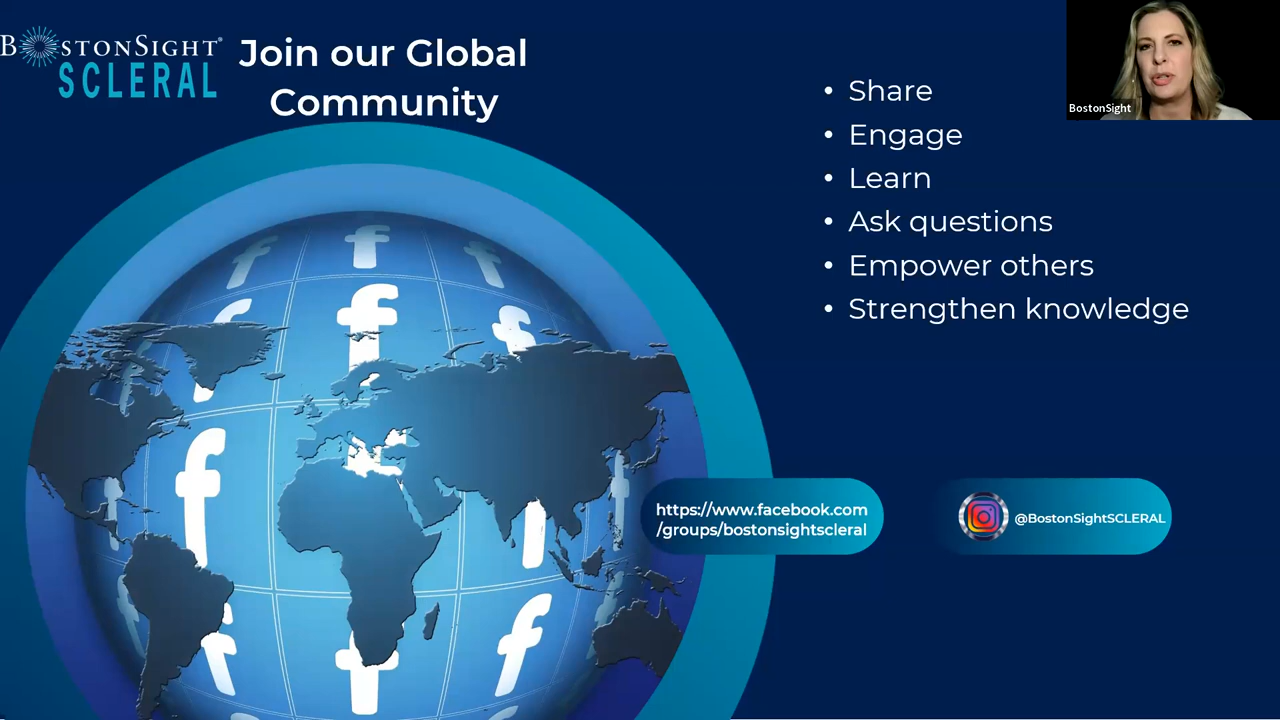 BOSTONSIGHT®
SCLERAL
Join our Global
Community
• Share
• Engage
• Learn
• Ask questions
• Empower others
• Strengthen knowledge
BostonSight
https://www.facebook.com
/groups/bostonsightscleral
@BostonSightSCLERAL